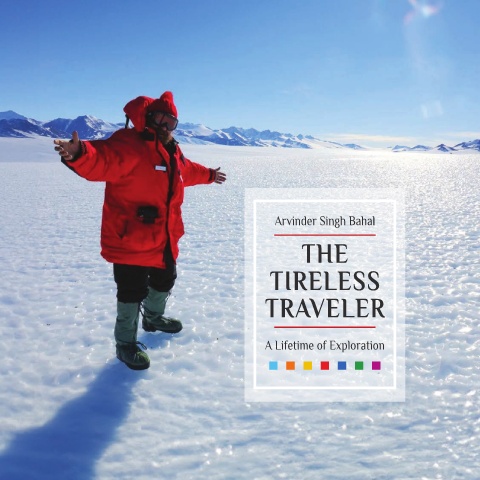 Arvinder Singh Bahal
THE
TIRELESS
TRAVELER
A Lifetime of Exploration